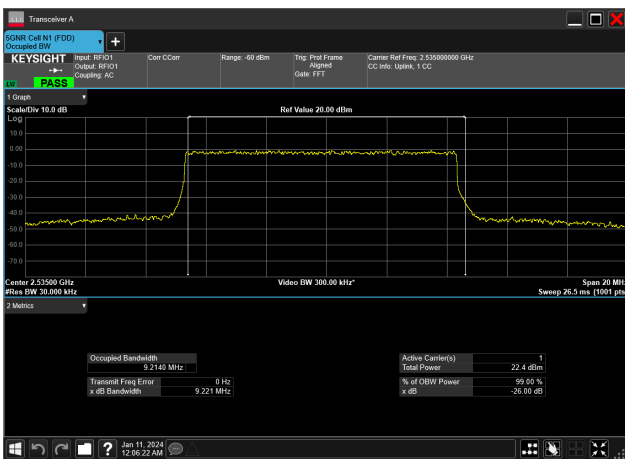 Transceiver A
5GNR Cell N1 (FDD)
Occupied BW
KEYSIGHT
PASS
Input: RFIO1
Output: RFIO1
Coupling: AC
Corr CCorr
Range: -60 dBm
Trig: Prot Frame
Aligned
Gate: FFT
Carrier Ref Freq: 2.535000000 GHz
CC Info: Uplink, 1 CC
1 Graph
Scale/Div 10.0 dB
Ref Value 20.00 dBm
Log
10.0
0.00
-10.0
-20.0
-30.0
-40.0
-50.0
-60.0
-70.0
Center 2.53500 GHz
Video BW 300.00 kHz*
Span 20 MHz
#Res BW 30.000 kHz
Sweep 26.5 ms (1001 pts
2 Metrics
Occupied Bandwidth
9.2140 MHz
Active Carrier(s) 1
Total Power 22.4 dBm
Transmit Freq Error 0 Hz
x dB Bandwidth 9.221 MHz
% of OBW Power 99.00 %
x dB -26.00 dB
? Jan 11, 2024
12:06:22 AM